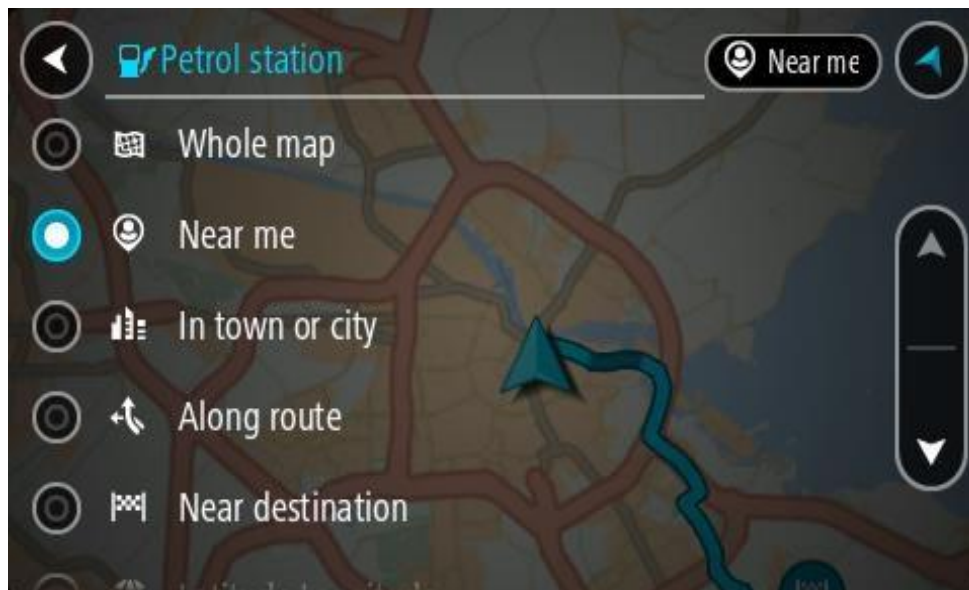 Petrol station
Near me
Whole map
Near me
In town or city
Along route
Near destination